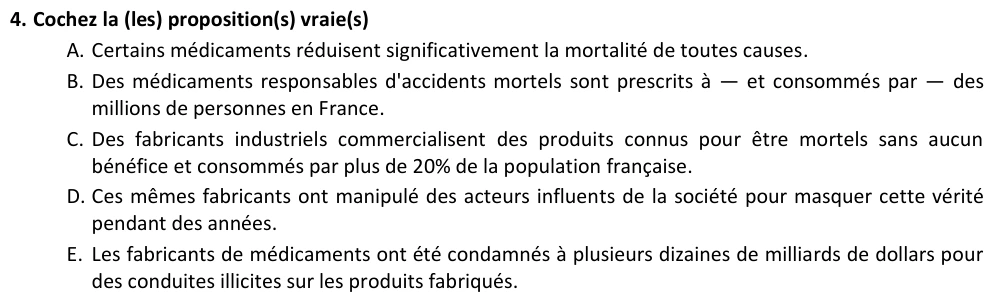 4. Cochez la (les) proposition(s) vraie(s)
A. Certains médicaments réduisent significativement la mortalité de toutes causes.
B. Des médicaments responsables d'accidents mortels sont prescrits à — et consommés par — des
millions de personnes en France.
C. Des fabricants industriels commercialisent des produits connus pour être mortels sans aucun
bénéfice et consommés par plus de 20% de la population française.
D. Ces mêmes fabricants ont manipulé des acteurs influents de la société pour masquer cette vérité
pendant des années.
E. Les fabricants de médicaments ont été condamnés à plusieurs dizaines de milliards de dollars pour
des conduites illicites sur les produits fabriqués.